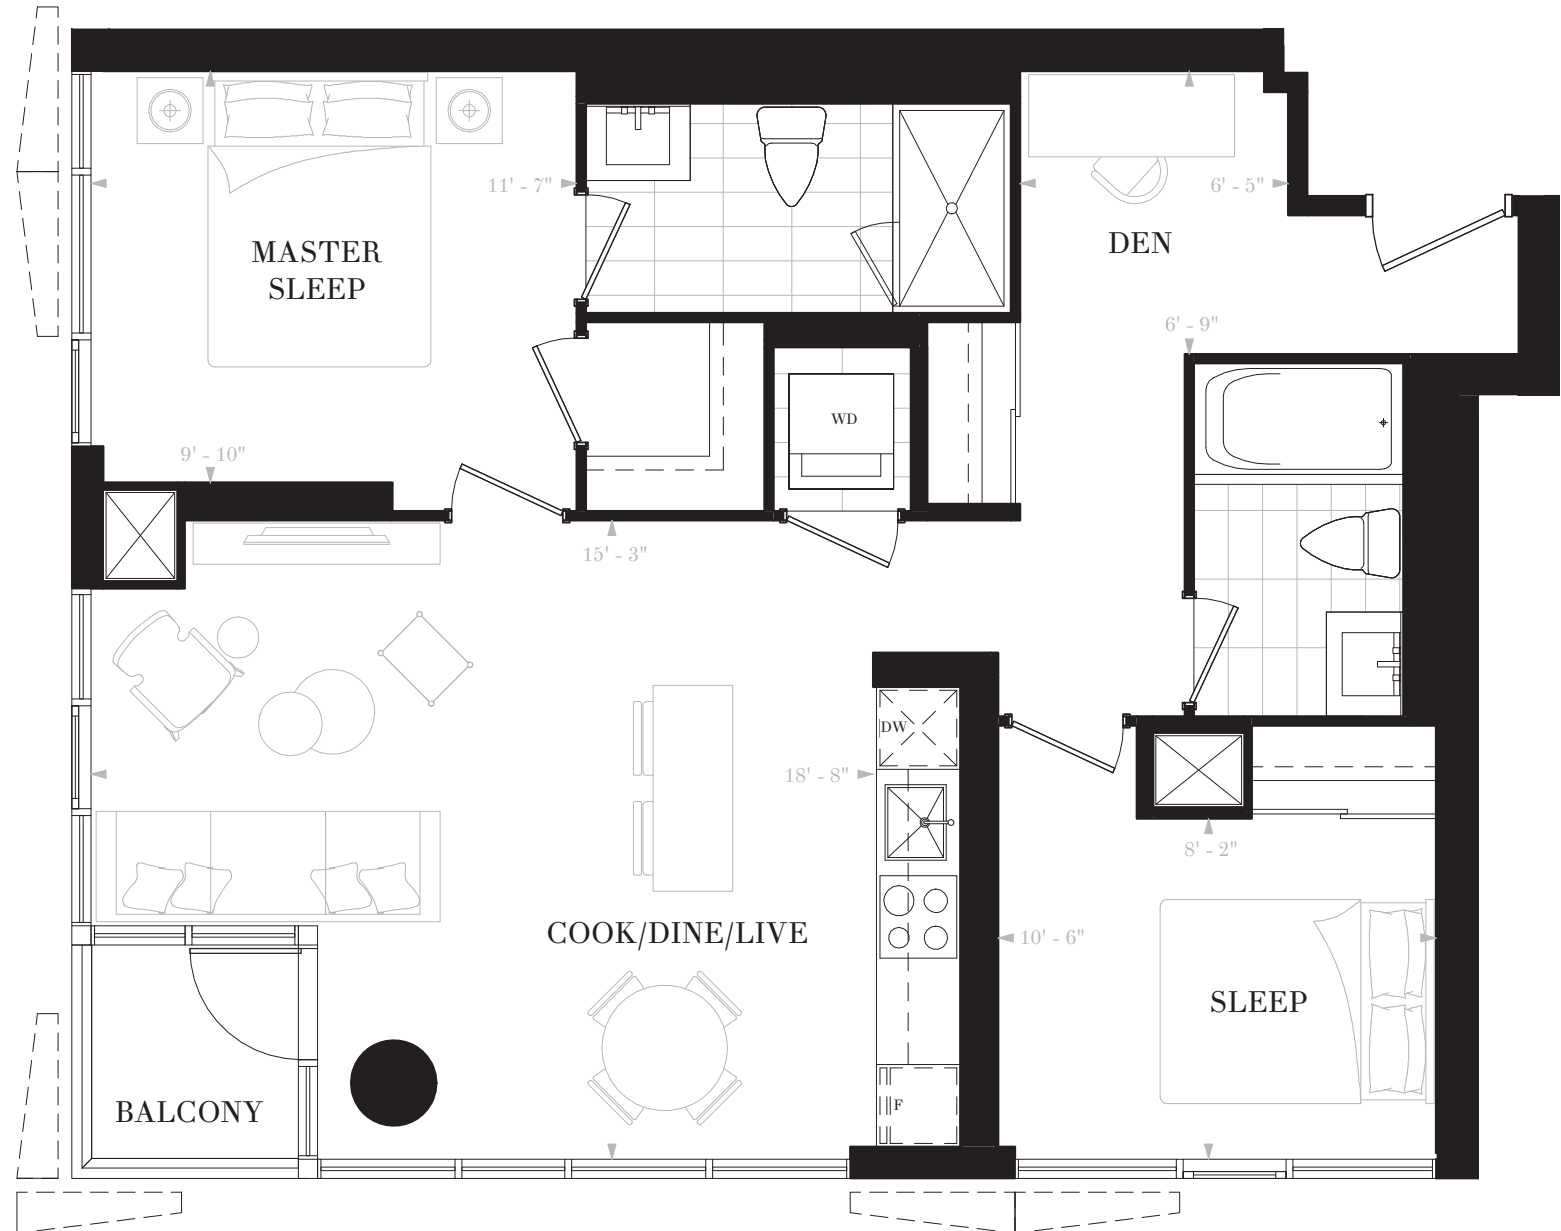 11' - 7"
6' - 5"
MASTER
SLEEP
DEN
6' - 9"
WD
9' - 10"
15' - 3"
DW
18' - 8"
8' - 2"
COOK/DINE/LIVE
10' - 6"
SLEEP
BALCONY
F